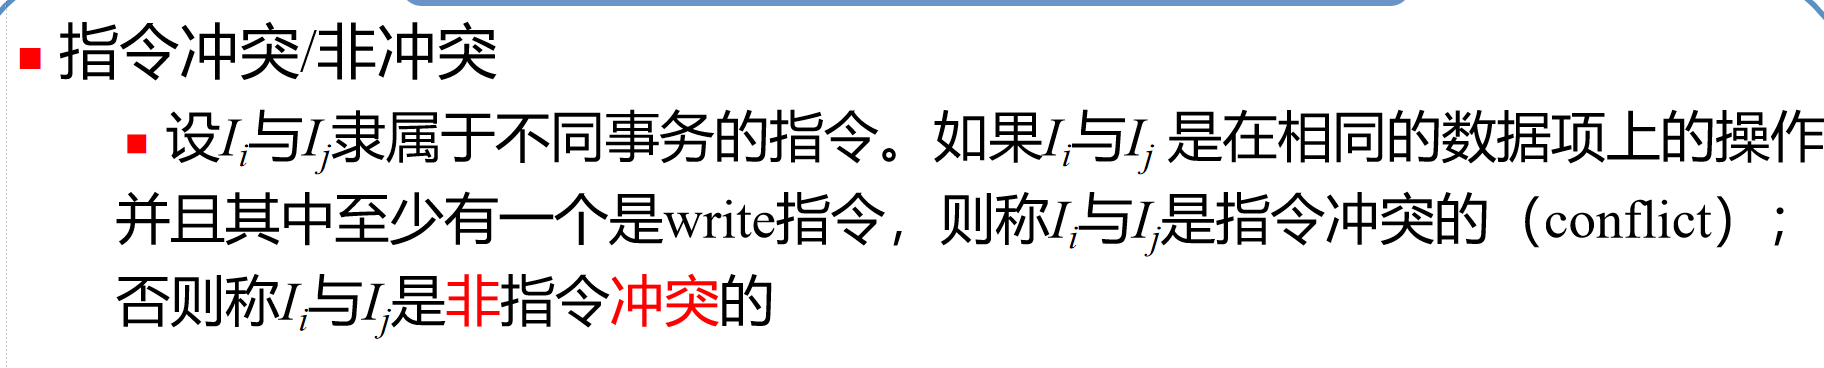 指令冲突/非冲突
设Ii与Ij隶属于不同事务的指令。如果Ii与Ij 是在相同的数据项上的操作
并且其中至少有一个是write指令，则称Ii与Ij是指令冲突的（conflict）；
否则称Ii与Ij是非指令冲突的